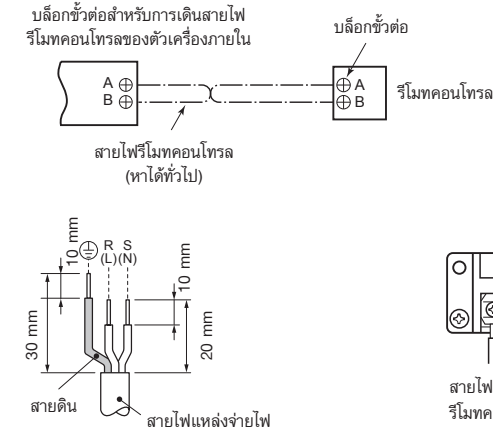 บล็อกขั้วต่อสำหรับการเดินสายไฟ
รีโมทคอนโทรลของตัวเครื่องภายใน
บล็อกขั้วต่อ
A
B
A
B
รีโมทคอนโทรล
สายไฟรีโมทคอนโทรล
(หาได้ทั่วไป)
10 mm
R
(L)
S
(N)
10 mm
30 mm
20 mm
สายดิน
สายไฟแหล่งจ่ายไฟ
สายไฟ
รีโมทค